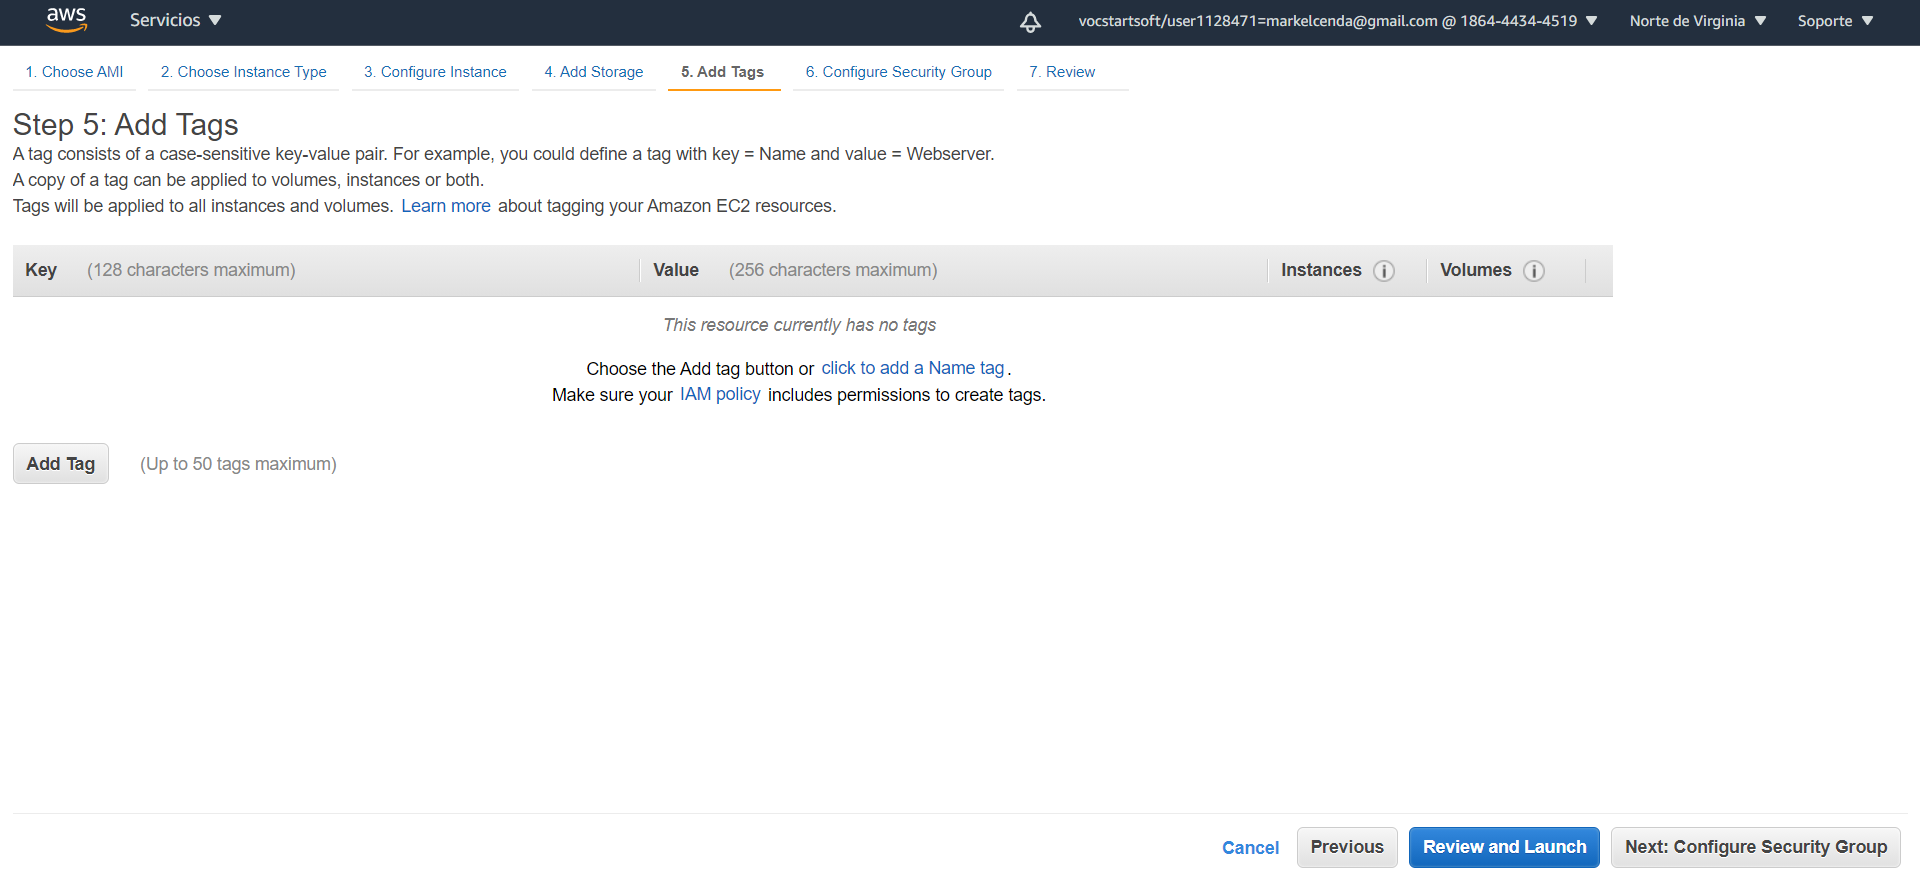 aws Servicios vocstartsoft/user1128471=markelcenda@gmail.com @ 1864-4434-4519 Norte de Virginia Soporte
1. Choose AMI 2. Choose Instance Type 3. Configure Instance 4. Add Storage 5. Add Tags 6. Configure Security Group 7. Review
Step 5: Add Tags
A tag consists of a case-sensitive key-value pair. For example, you could define a tag with key = Name and value = Webserver.
A copy of a tag can be applied to volumes, instances or both.
Tags will be applied to all instances and volumes. Learn more about tagging your Amazon EC2 resources.
Key (128 characters maximum) Value (256 characters maximum) Instances i Volumes i
This resource currently has no tags
Choose the Add tag button or click to add a Name tag.
Make sure your IAM policy includes permissions to create tags.
Add Tag (Up to 50 tags maximum)
Cancel Previous Review and Launch Next: Configure Security Group